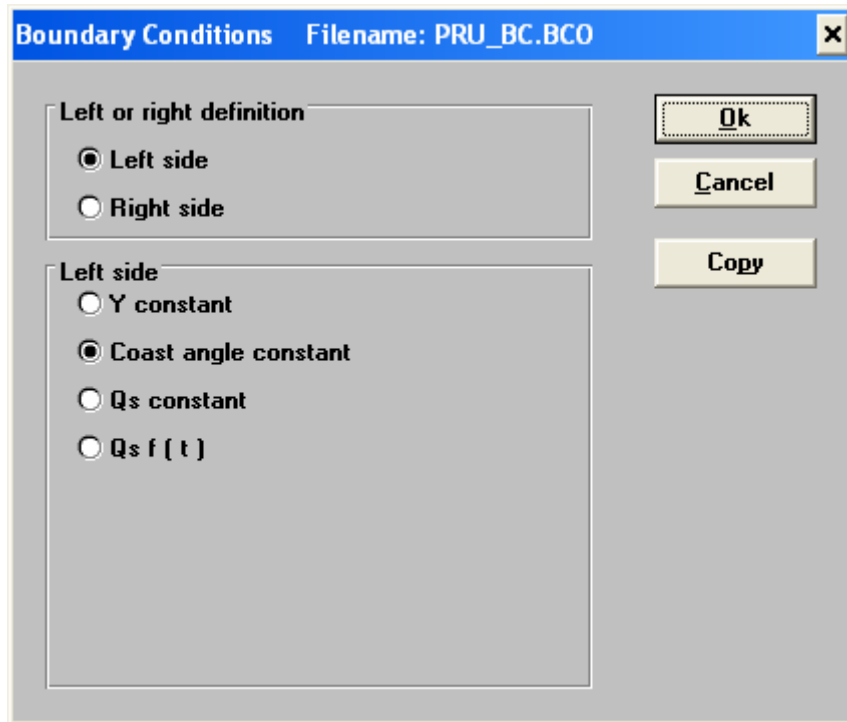 Boundary Conditions Filename: PRU_BC.BCO
Left or right definition
Left side
Right side
Ok
Cancel
Copy
Left side
Y constant
Coast angle constant
Qs constant
Qs f ( t )